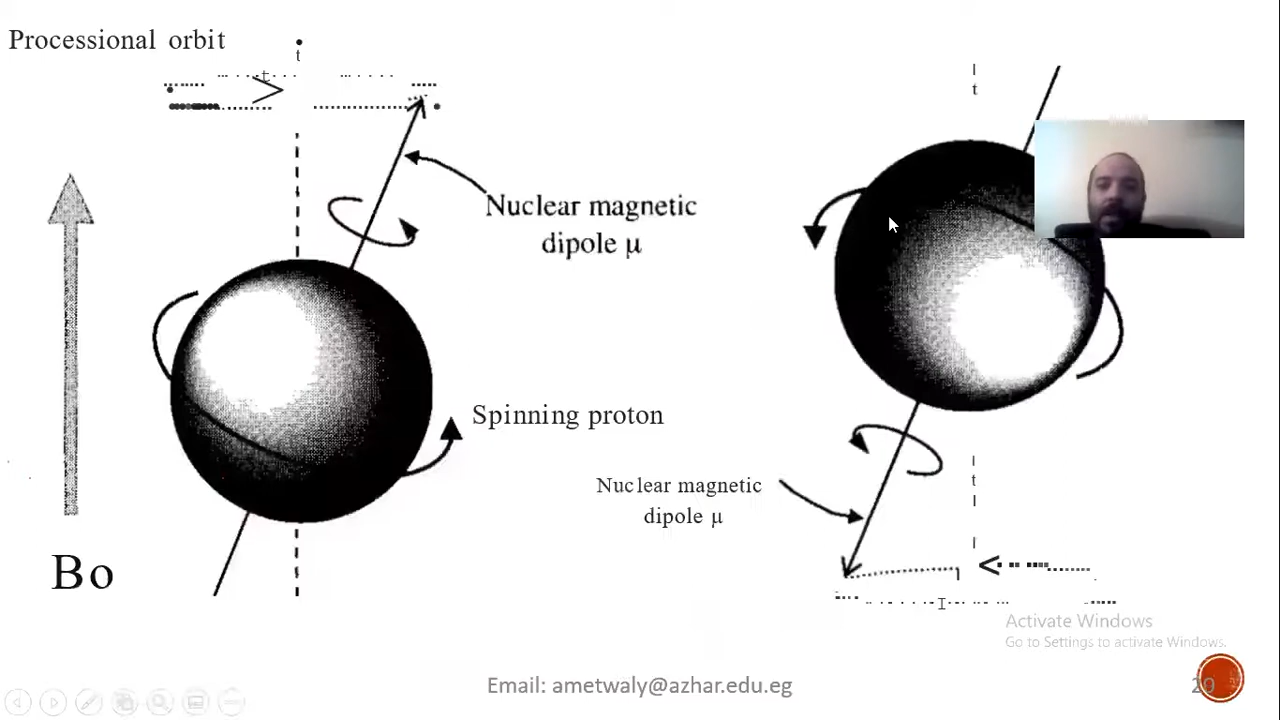 Processional orbit
Nuclear magnetic
dipole μ
Spinning proton
Nuclear magnetic
dipole μ
Bo
Activate Windows
Go to Settings to activate Windows.
Email: ametwaly@azhar.edu.eg
20